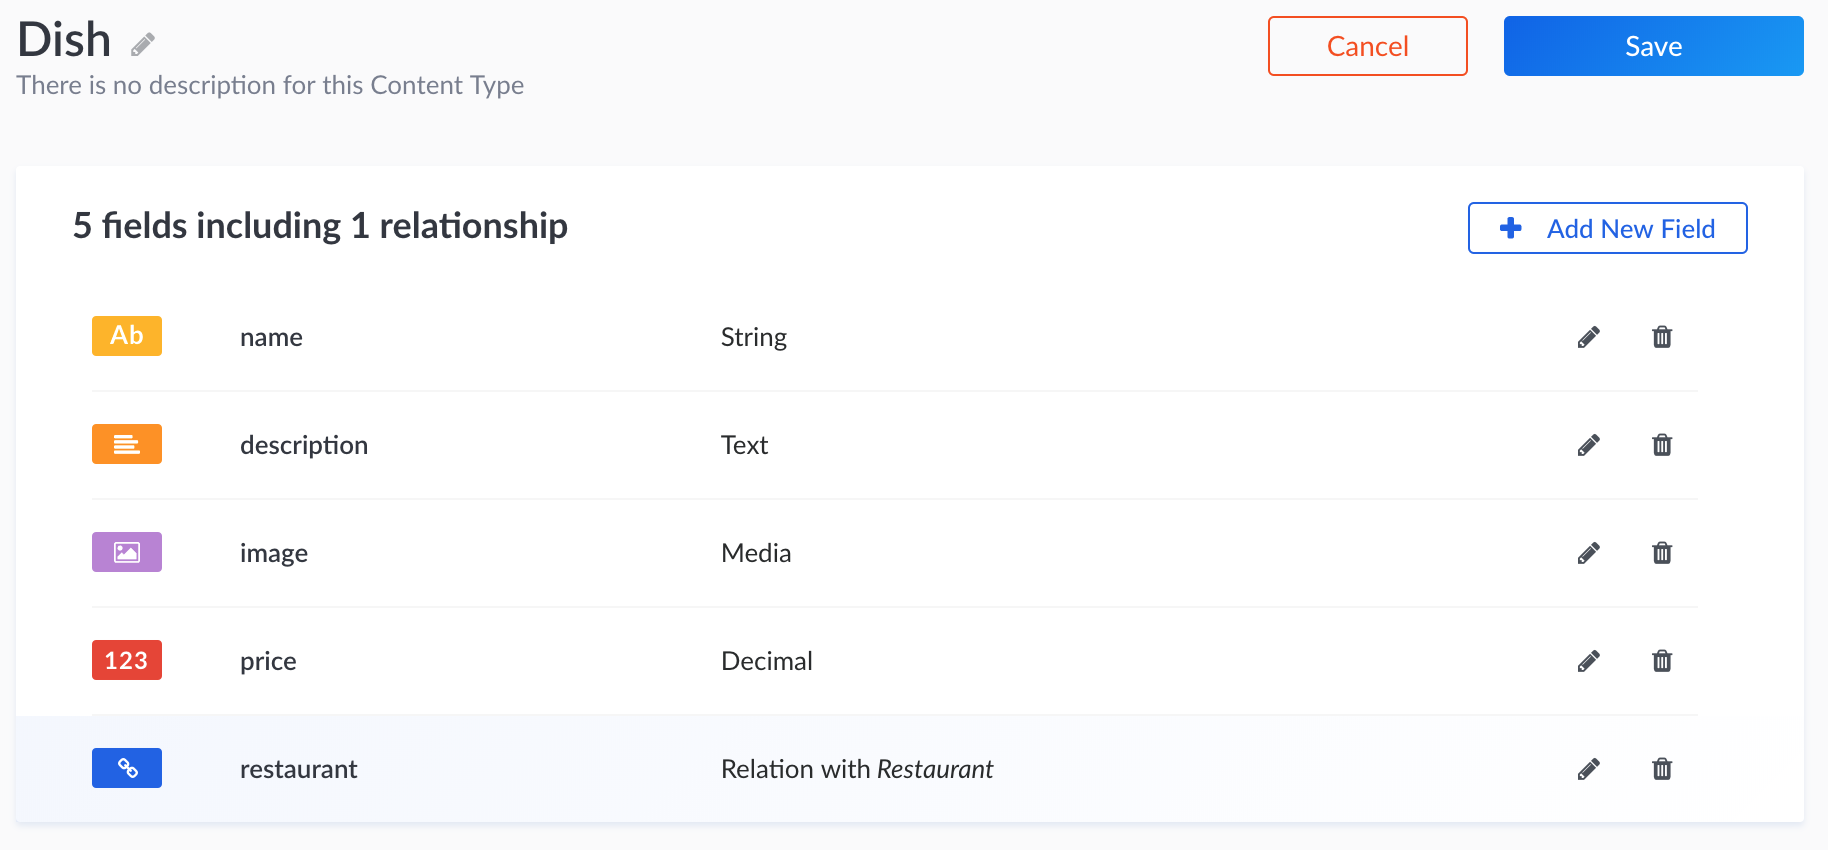 Dish
There is no description for this Content Type
Cancel
Save
5 fields including 1 relationship
Add New Field
Ab name String
description Text
image Media
123 price Decimal
restaurant Relation with Restaurant